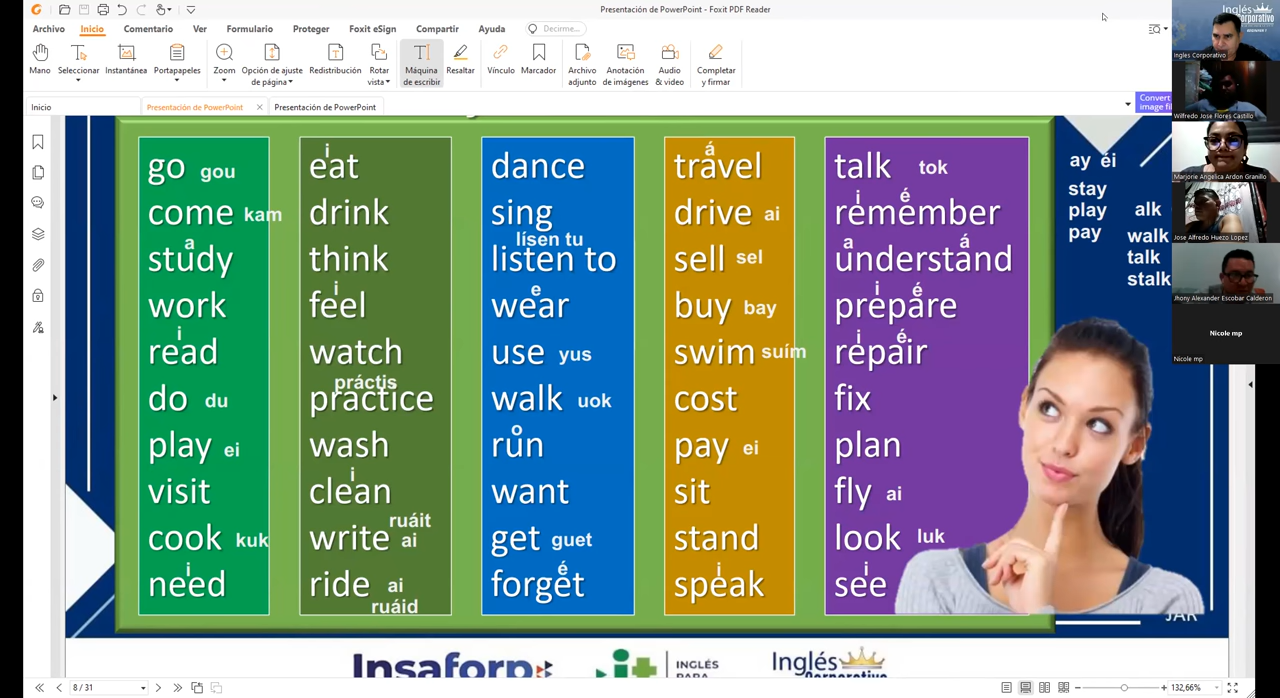 Presentación de PowerPoint - Foxit PDF Reader
Archivo Inicio Comentario Ver Formulario Proteger Foxit eSign Compartir Ayuda Decirme...
Mano Seleccionar Instantánea Portapapeles Zoom Opción de ajuste de página Redistribución Rotar vista Máquina de escribir Resaltar Vínculo Marcador Archivo adjunto Anotación de imágenes Audio & video Completar y firmar
Inicio Presentación de PowerPoint Presentación de PowerPoint
Convert
image fi
go gou
come kam
a
study
work
i
read
do du
play ei
visit
cook kuk
i
need
i
eat
drink
think
i
feel
watch
práctis
practice
wash
i
clean
ruáit
write ai
ride ai
ruáid
dance
sing
lísen tu
listen to
e
wear
use yus
walk uok
o
run
want
get guet
é
forget
á
travel
drive ai
sell sel
buy bay
swim suím
cost
pay ei
sit
stand
i
speak
talk tok
i é
remember
a á
understand
i é
prepare
i é
repair
fix
plan
fly ai
look luk
i
see
ay éi
stay
play
pay
alk
walk
talk
stalk
JAR
Insaforp
INGLÉS
Inglés
Inglés
Corporativo
Ingles Corporativo
Wilfredo Jose Flores Castillo
Marjorie Angelica Ardon Granillo
Jose Alfredo Huezo Lopez
Jhony Alexander Escobar Calderon
Nicole mp
Nicole mp
8 / 31
132,66%